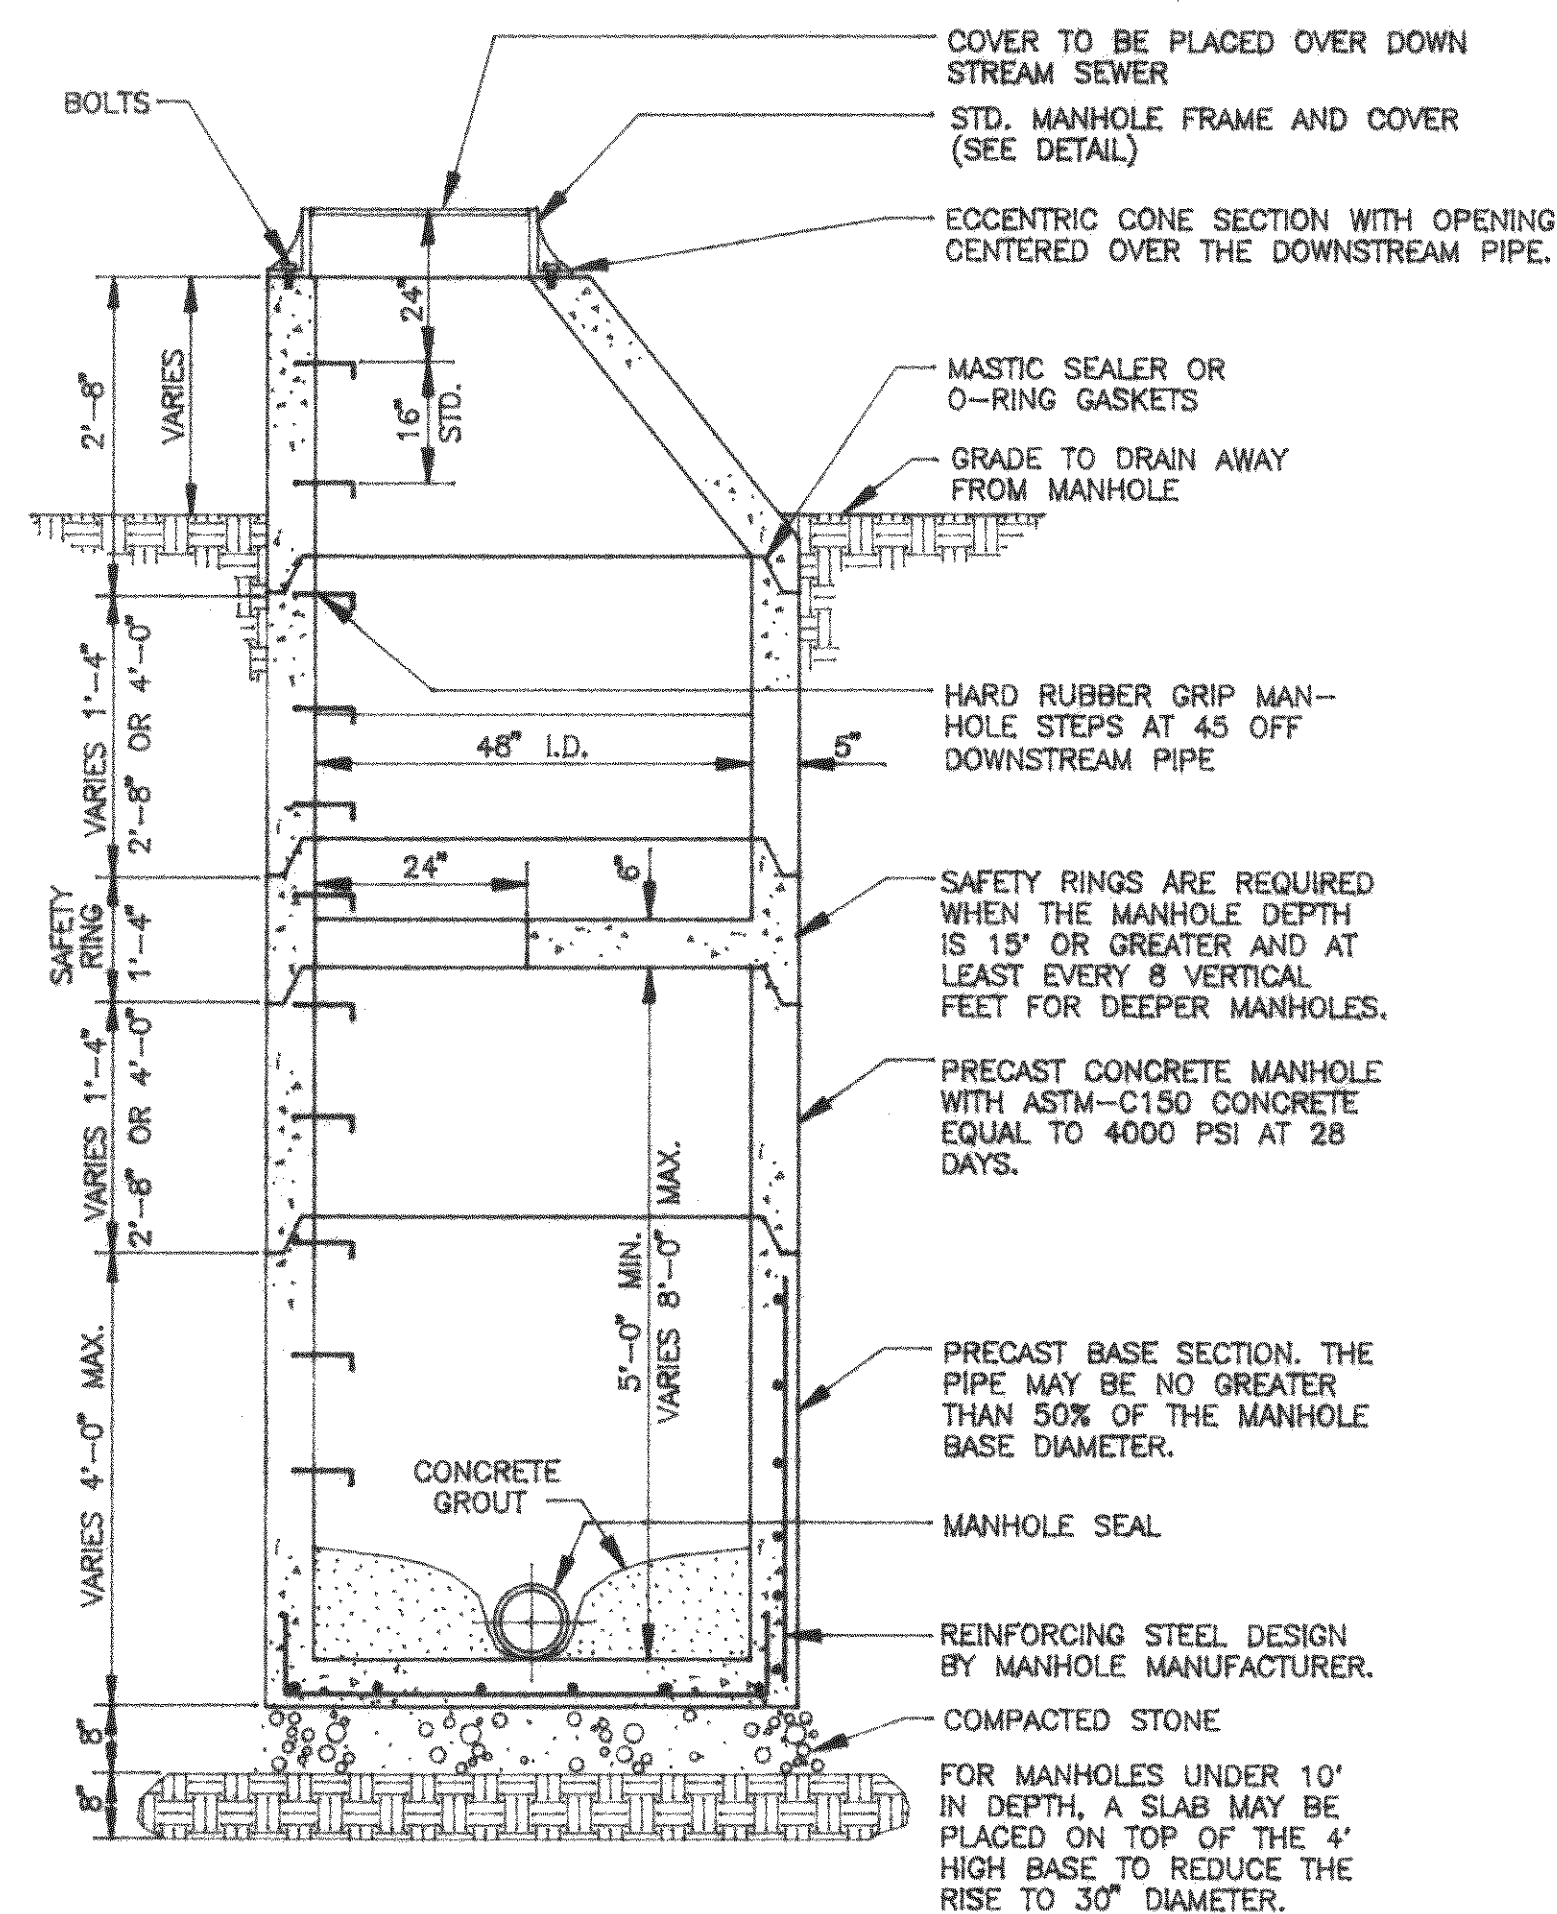 COVER TO BE PLACED OVER DOWN
STREAM SEWER
BOLTS
STD. MANHOLE FRAME AND COVER
(SEE DETAIL)
ECCENTRIC CONE SECTION WITH OPENING
CENTERED OVER THE DOWNSTREAM PIPE.
24"
2'-8"
VARIES
16"
STD.
MASTIC SEALER OR
O-RING GASKETS
GRADE TO DRAIN AWAY
FROM MANHOLE
VARIES 1'-4"
2'-8" OR 4'-0"
HARD RUBBER GRIP MAN-
HOLE STEPS AT 45 OFF
DOWNSTREAM PIPE
48" I.D.
5"
24"
6"
SAFETY
RING
1'-4"
SAFETY RINGS ARE REQUIRED
WHEN THE MANHOLE DEPTH
IS 15' OR GREATER AND AT
LEAST EVERY 8 VERTICAL
FEET FOR DEEPER MANHOLES.
VARIES 1'-4"
2'-8" OR 4'-0"
PRECAST CONCRETE MANHOLE
WITH ASTM-C150 CONCRETE
EQUAL TO 4000 PSI AT 28
DAYS.
5'-0" MIN.
VARIES 8'-0" MAX.
VARIES 4'-0" MAX.
PRECAST BASE SECTION. THE
PIPE MAY BE NO GREATER
THAN 50% OF THE MANHOLE
BASE DIAMETER.
CONCRETE
GROUT
MANHOLE SEAL
REINFORCING STEEL DESIGN
BY MANHOLE MANUFACTURER.
8"
COMPACTED STONE
8"
FOR MANHOLES UNDER 10'
IN DEPTH, A SLAB MAY BE
PLACED ON TOP OF THE 4'
HIGH BASE TO REDUCE THE
RISE TO 30" DIAMETER.